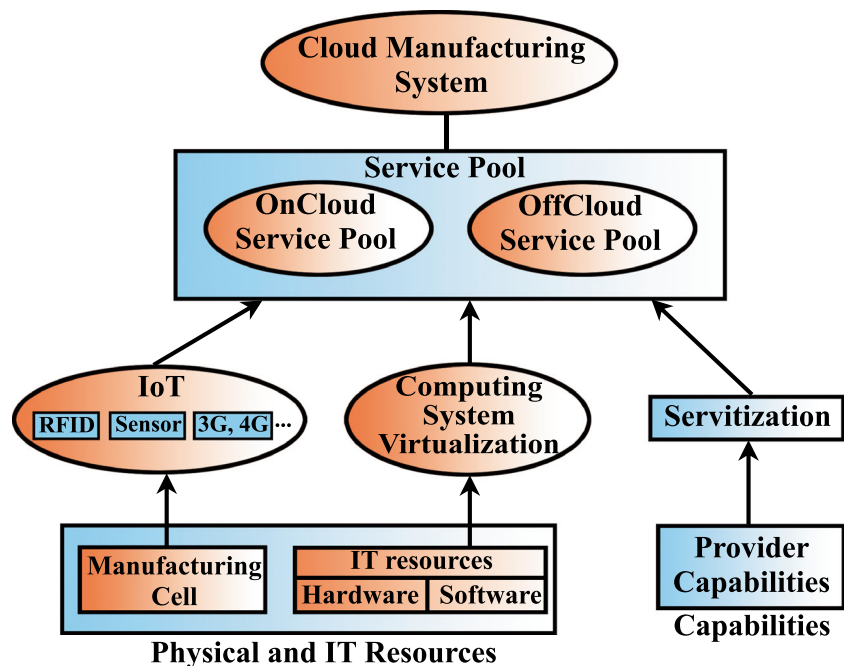 Cloud Manufacturing
System
Service Pool
OnCloud
Service Pool
OffCloud
Service Pool
IoT
RFID
Sensor
3G, 4G
...
Computing
System
Virtualization
Servitization
Manufacturing
Cell
IT resources
Hardware
Software
Provider
Capabilities
Capabilities
Physical and IT Resources